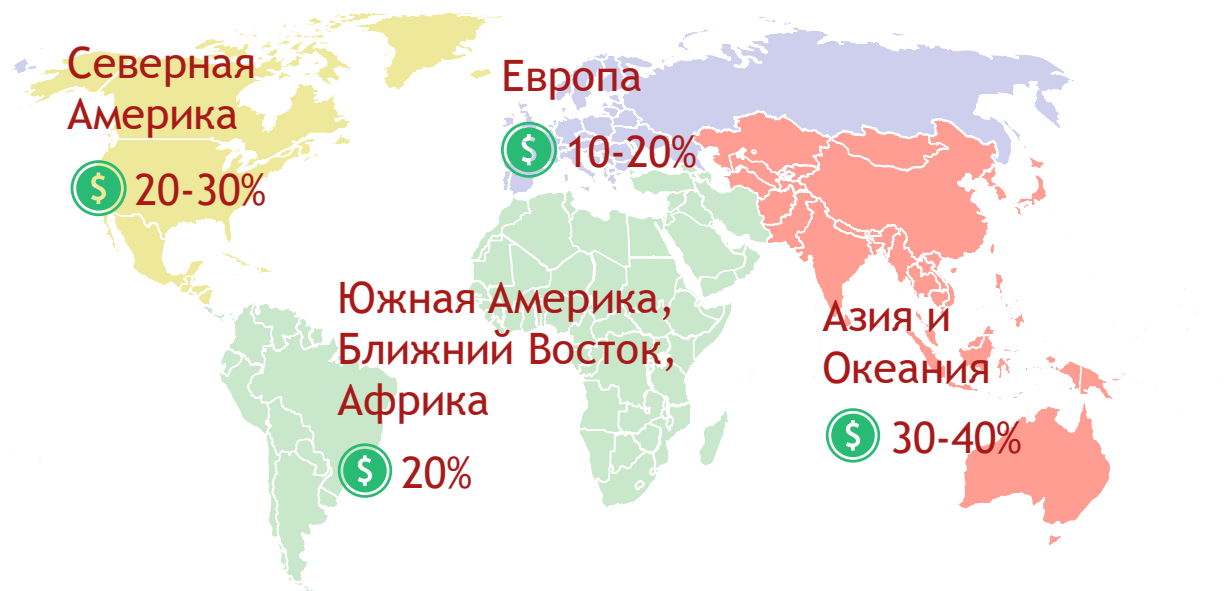 Северная
Америка
$ 20-30%
Европа
$ 10-20%
Южная Америка,
Ближний Восток,
Африка
$ 20%
Азия и
Океания
$ 30-40%